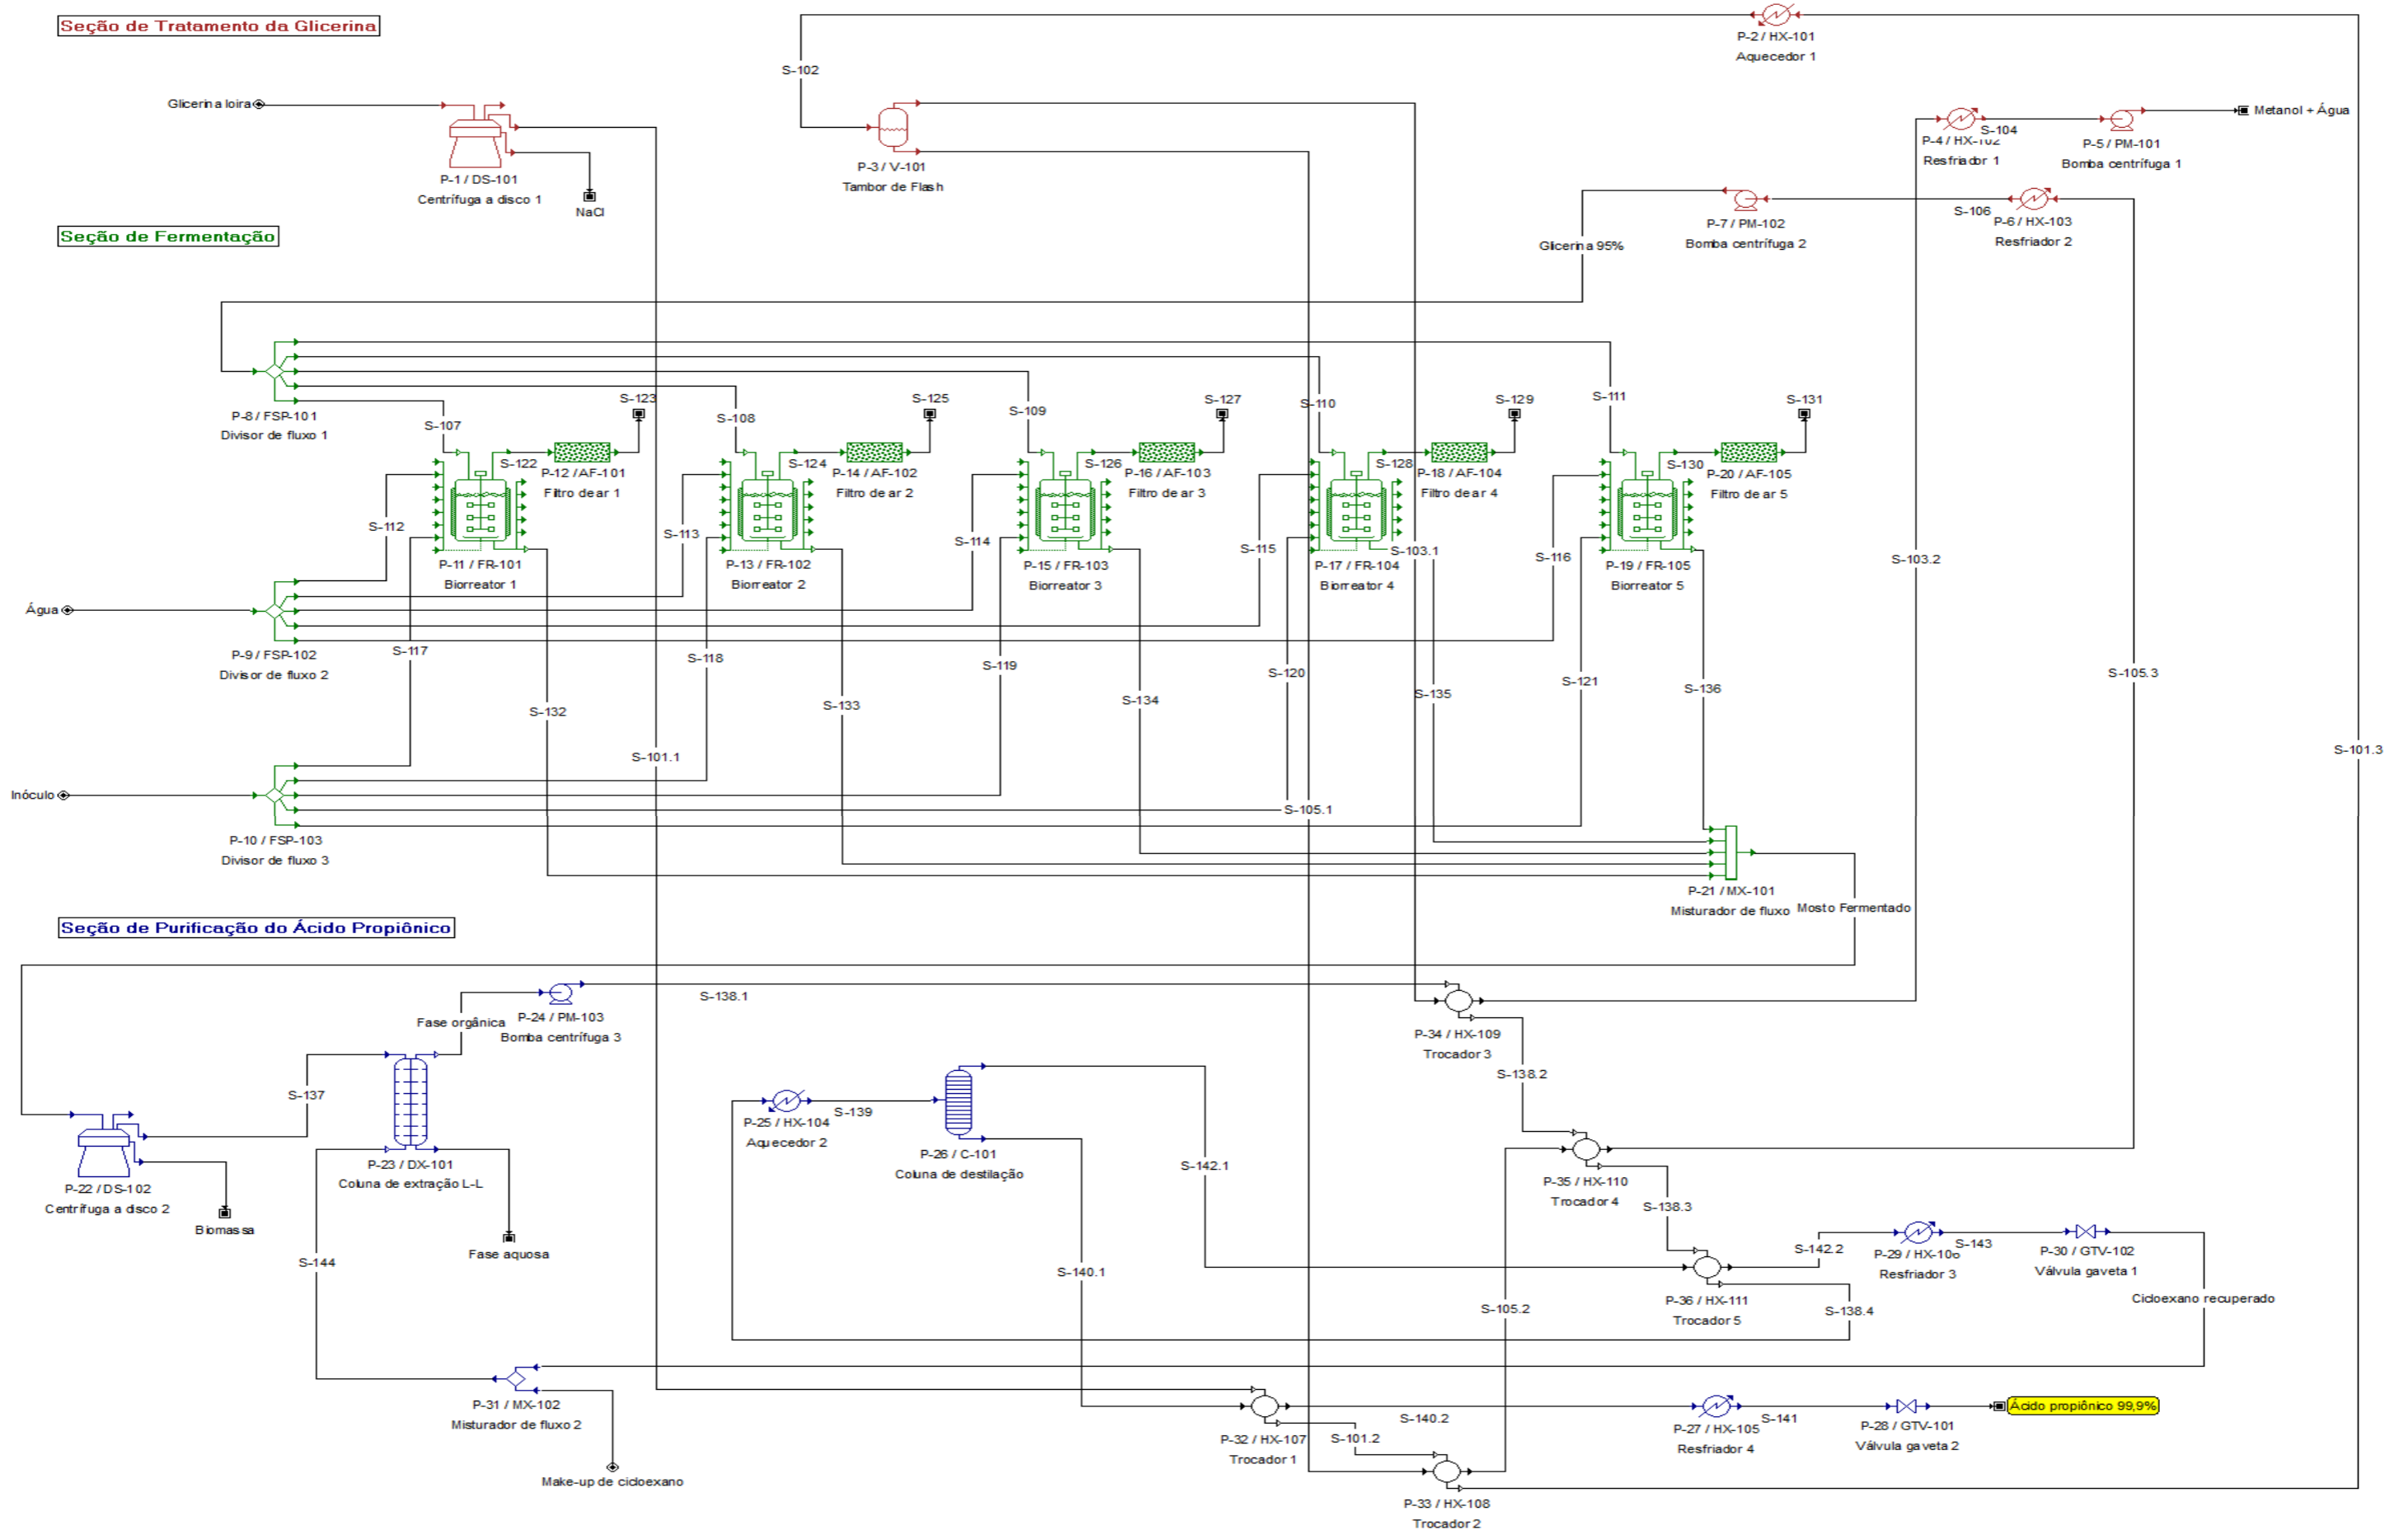 Seção de Tratamento da Glicerina
P-2 / HX-101
Aquecedor 1
S-102
Glicerina loira
P-1 / DS-101
Centrífuga a disco 1
NaCl
P-3 / V-101
Tambor de Flash
S-104
P-4 / HX-102
Resfriador 1
P-5 / PM-101
Bomba centrífuga 1
Metanol + Água
Seção de Fermentação
Glicerina 95%
P-7 / PM-102
Bomba centrífuga 2
S-106
P-6 / HX-103
Resfriador 2
P-8 / FSP-101
Divisor de fluxo 1
S-107
S-108
S-109
S-110
S-111
S-123
S-125
S-127
S-129
S-131
S-122
P-12 / AF-101
Filtro de ar 1
S-124
P-14 / AF-102
Filtro de ar 2
S-126
P-16 / AF-103
Filtro de ar 3
S-128
P-18 / AF-104
Filtro de ar 4
S-130
P-20 / AF-105
Filtro de ar 5
S-112
S-113
S-114
S-115
S-116
P-11 / FR-101
Biorreator 1
P-13 / FR-102
Biorreator 2
P-15 / FR-103
Biorreator 3
P-17 / FR-104
Biorreator 4
P-19 / FR-105
Biorreator 5
S-103.1
S-103.2
Água
P-9 / FSP-102
Divisor de fluxo 2
S-117
S-118
S-119
S-120
S-121
S-132
S-133
S-134
S-135
S-136
S-105.3
S-101.1
S-101.3
Inóculo
P-10 / FSP-103
Divisor de fluxo 3
S-105.1
P-21 / MX-101
Misturador de fluxo
Mosto Fermentado
Seção de Purificação do Ácido Propiônico
Fase orgânica
P-24 / PM-103
Bomba centrífuga 3
S-138.1
P-34 / HX-109
Trocador 3
S-138.2
S-137
P-22 / DS-102
Centrífuga a disco 2
Biomassa
P-23 / DX-101
Coluna de extração L-L
Fase aquosa
P-25 / HX-104
Aquecedor 2
S-139
P-26 / C-101
Coluna de destilação
S-142.1
P-35 / HX-110
Trocador 4
S-138.3
S-144
S-140.1
S-105.2
P-36 / HX-111
Trocador 5
S-142.2
S-138.4
P-29 / HX-106
Resfriador 3
S-143
P-30 / GTV-102
Válvula gaveta 1
Cicloexano recuperado
P-31 / MX-102
Misturador de fluxo 2
Make-up de cicloexano
P-32 / HX-107
Trocador 1
S-101.2
S-140.2
P-27 / HX-105
Resfriador 4
S-141
P-28 / GTV-101
Válvula gaveta 2
Ácido propiônico 99,9%
P-33 / HX-108
Trocador 2